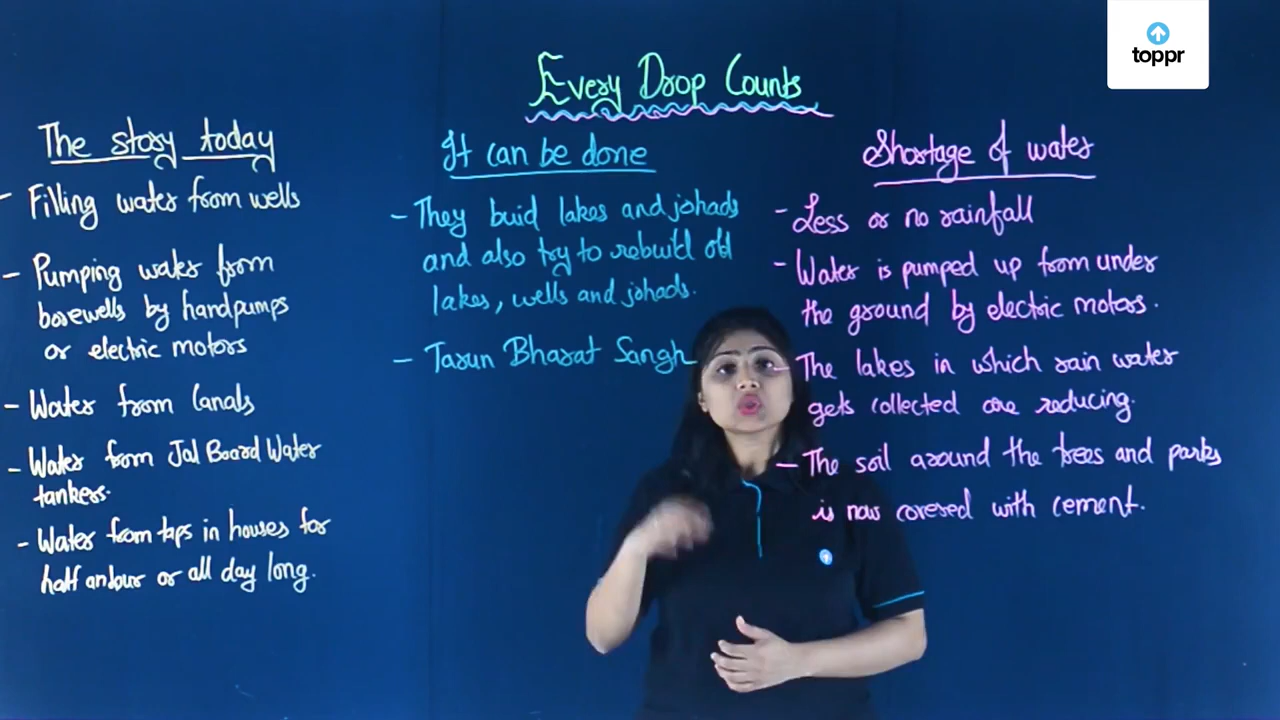 toppr
Every Drop Counts
The story today
- Filling water from wells
- Pumping water from
borewells by handpumps
or electric motors
- Water from Canals
- Water from Jal Board Water
tankers.
- Water from taps in houses for
half anhour or all day long.
It can be done
- They buid lakes and johads
and also try to rebuild old
lakes, wells and johads.
- Tarun Bharat Sangh
Shortage of water
- Less or no rainfall
- Water is pumped up from under
the ground by electric motors.
- The lakes in which rain water
gets collected are reducing.
- The soil around the trees and parks
is now covered with cement.